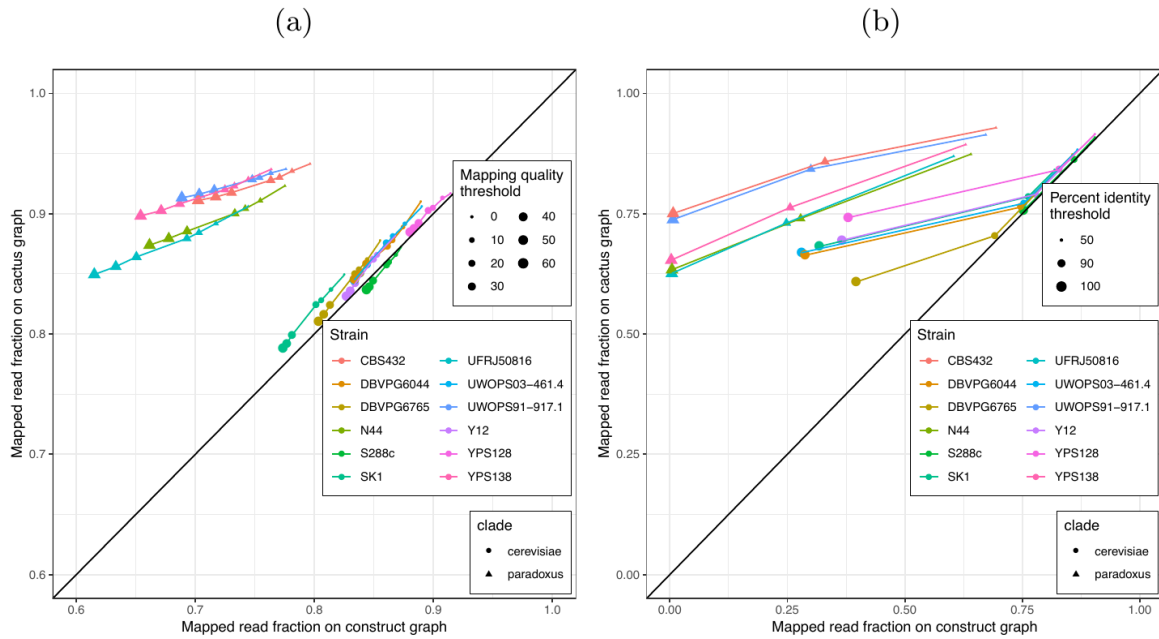 (a)
Mapped read fraction on cactus graph
1.0
0.9
0.8
0.7
0.6
0.6
0.7
0.8
0.9
1.0
Mapped read fraction on construct graph
Mapping quality
threshold
0
40
10
50
20
60
30
Strain
CBS432
UFRJ50816
DBVPG6044
UWOPS03−461.4
DBVPG6765
UWOPS91−917.1
N44
Y12
S288c
YPS128
SK1
YPS138
clade
cerevisiae
paradoxus
(b)
Mapped read fraction on cactus graph
1.00
0.75
0.50
0.25
0.00
0.00
0.25
0.50
0.75
1.00
Mapped read fraction on construct graph
Percent identity
threshold
50
90
100
Strain
CBS432
UFRJ50816
DBVPG6044
UWOPS03−461.4
DBVPG6765
UWOPS91−917.1
N44
Y12
S288c
YPS128
SK1
YPS138
clade
cerevisiae
paradoxus